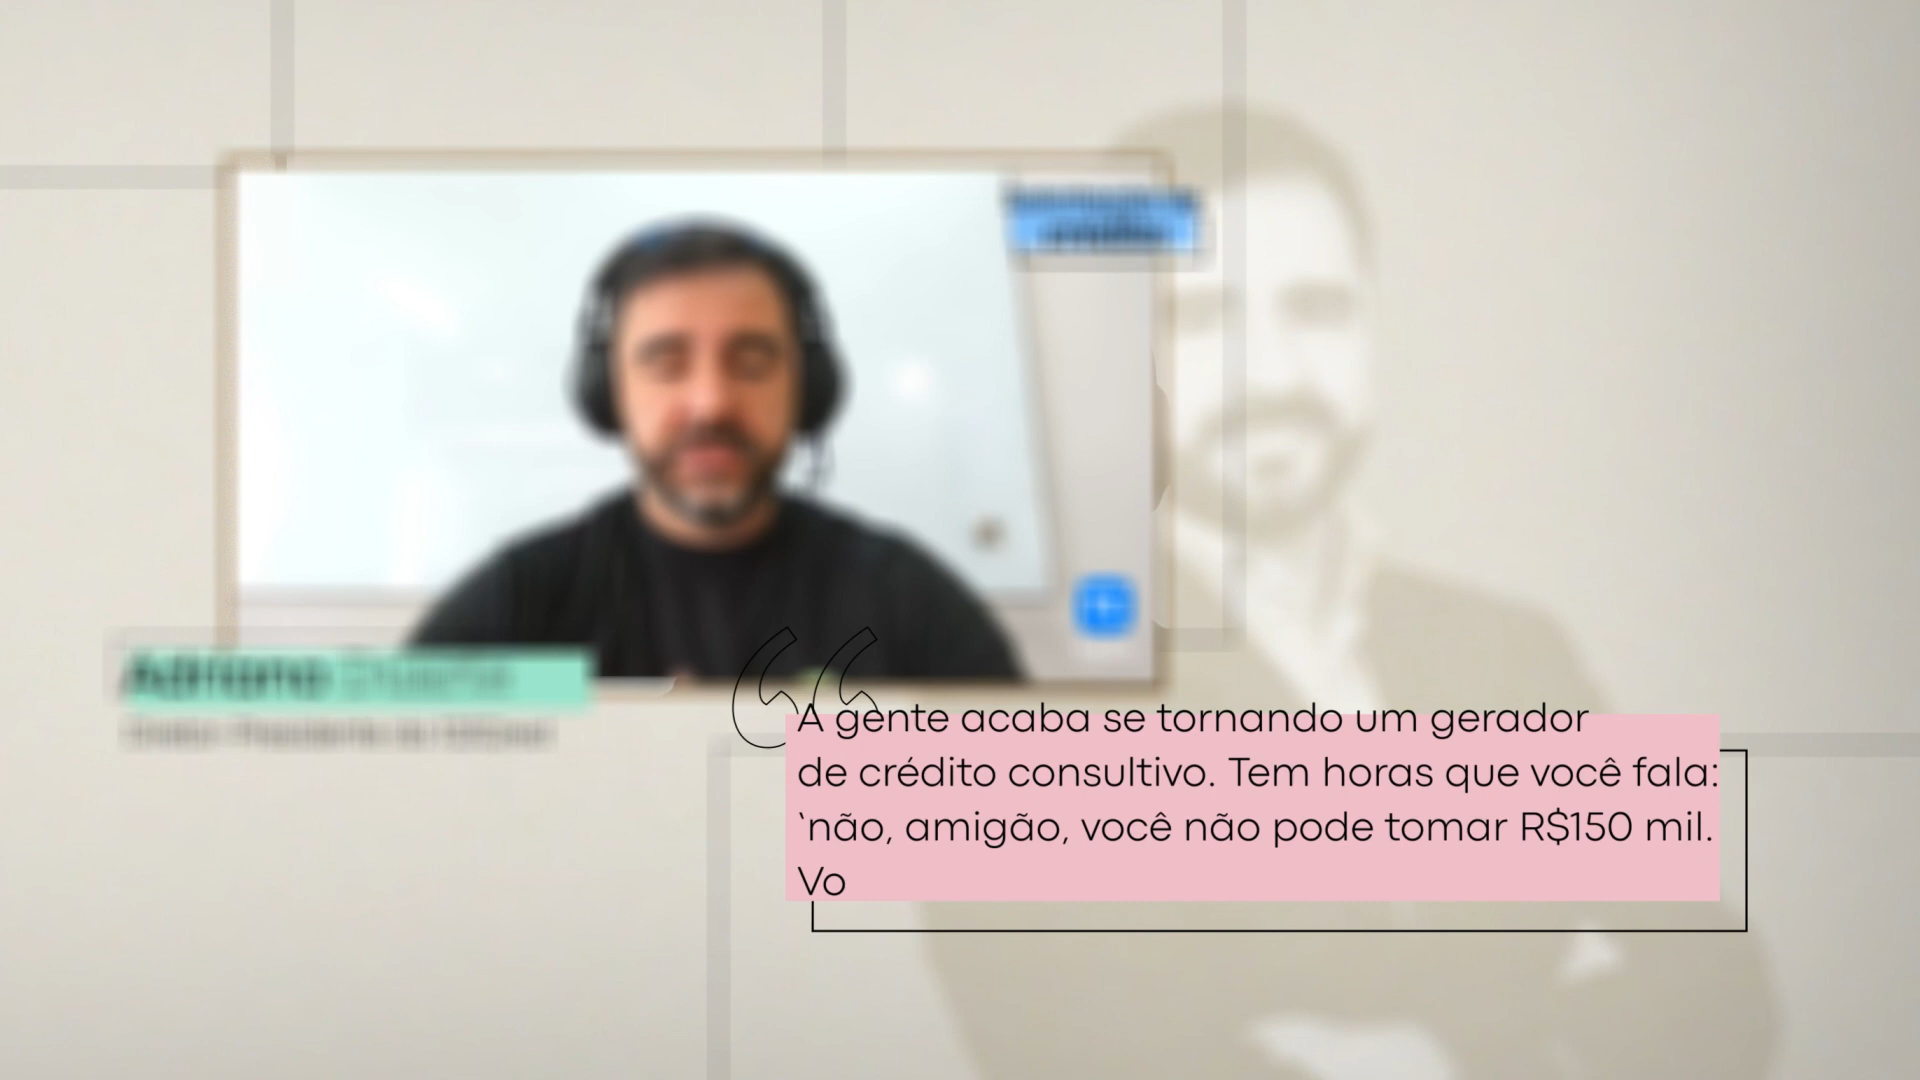 Adriano
A gente acaba se tornando um gerador
de crédito consultivo. Tem horas que você fala:
‘não, amigão, você não pode tomar R$150 mil.
Vo